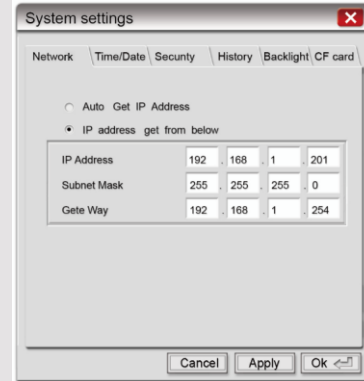 System settings
Network Time/Date Securnty History Backlight CF card
Auto Get IP Address
IP address get from below
IP Address 192 . 168 . 1 . 201
Subnet Mask 255 . 255 . 255 . 0
Gete Way 192 . 168 . 1 . 254
Cancel Apply Ok